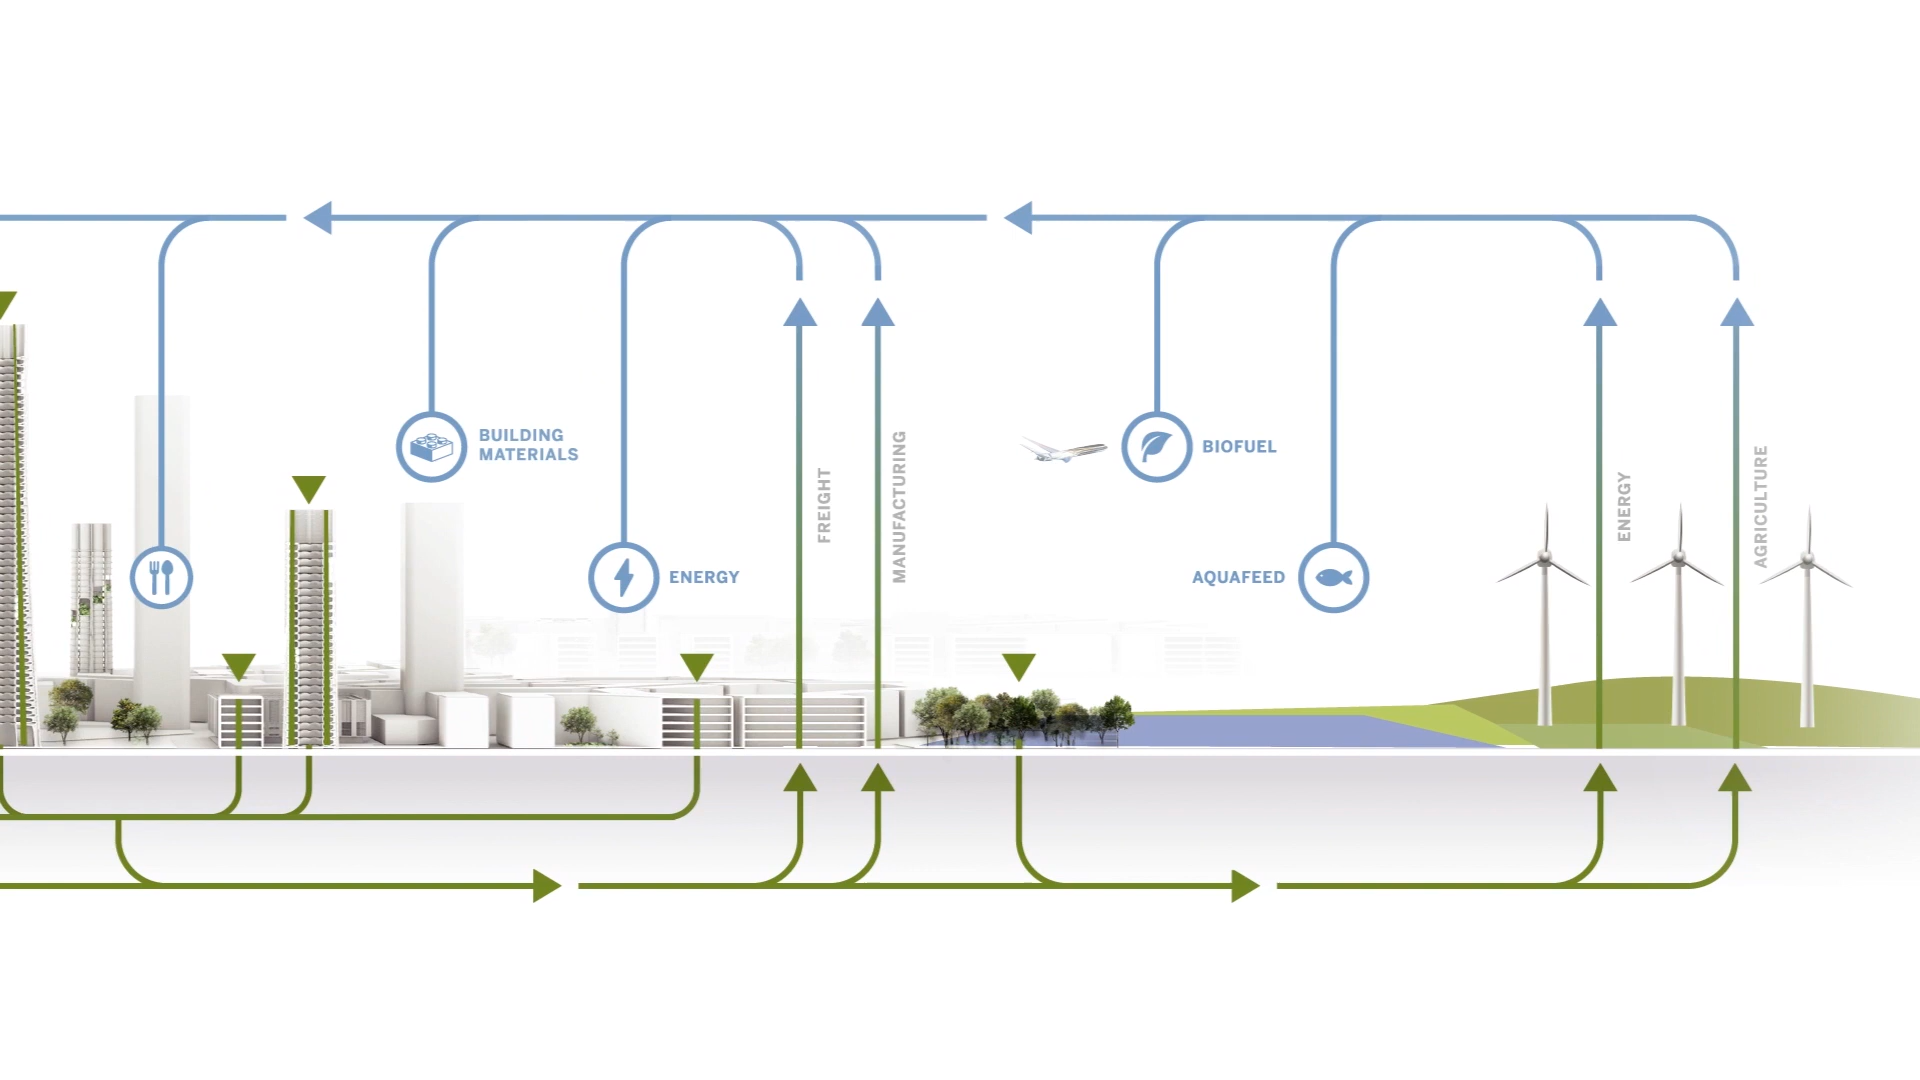 BUILDING
MATERIALS
ENERGY
FREIGHT
MANUFACTURING
BIOFUEL
AQUAFEED
ENERGY
AGRICULTURE